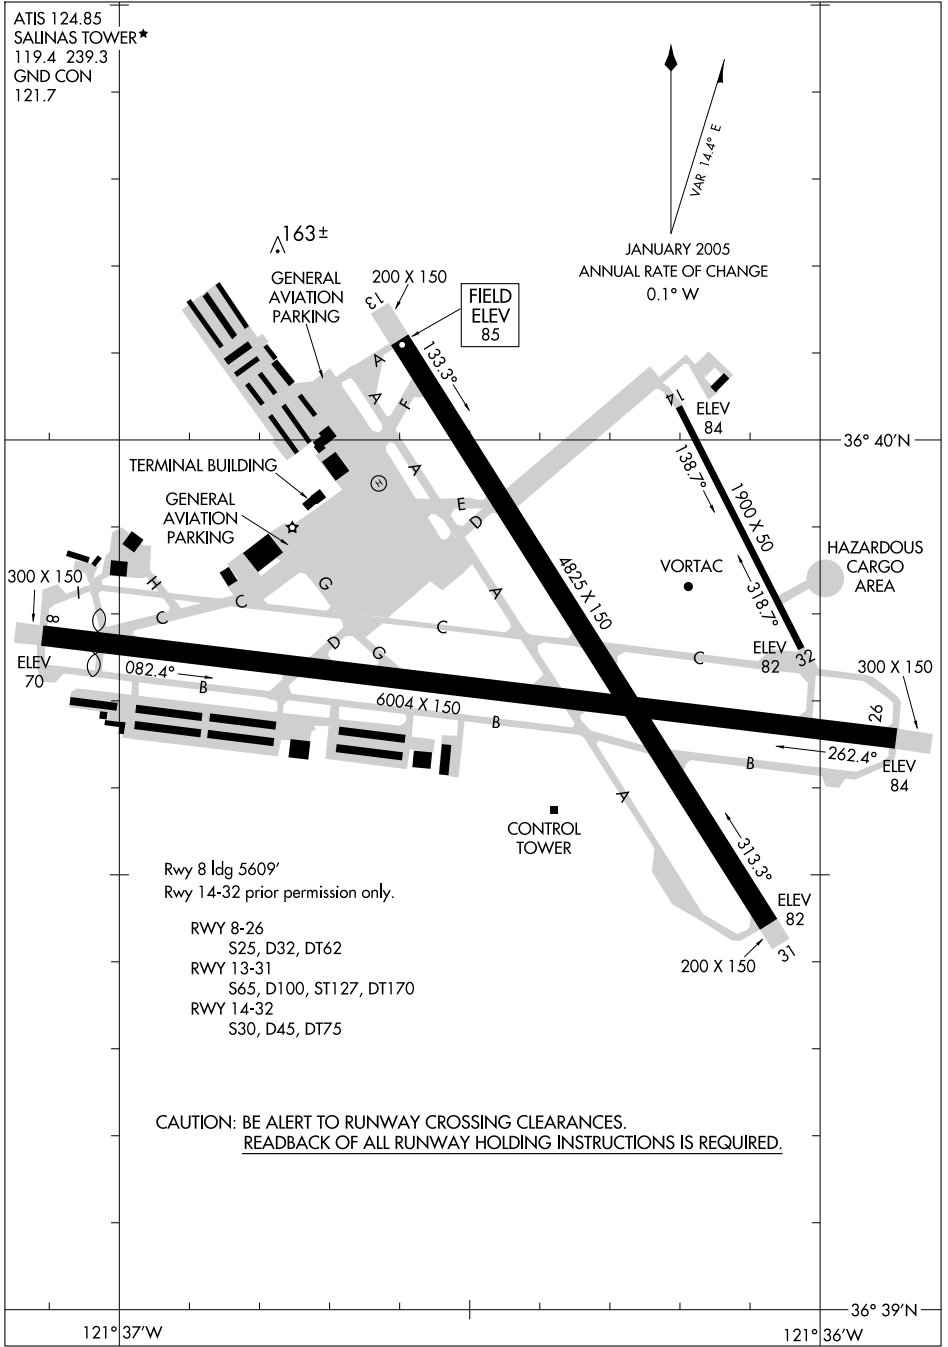 ATIS 124.85
SALINAS TOWER★
119.4 239.3
GND CON
121.7
VAR 14.4° E
JANUARY 2005
ANNUAL RATE OF CHANGE
0.1° W
163±
GENERAL
AVIATION
PARKING
200 X 150
13
FIELD
ELEV
85
133.3°
A
A
F
A
14
ELEV
84
36° 40'N
138.7°
1900 X 50
TERMINAL BUILDING
H
GENERAL
AVIATION
PARKING
E
D
4825 X 150
VORTAC
HAZARDOUS
CARGO
AREA
318.7°
300 X 150
H
G
A
8
C
C
C
D
G
C
ELEV
82
32
300 X 150
ELEV
70
082.4°
B
6004 X 150
B
26
262.4°
B
ELEV
84
A
CONTROL
TOWER
313.3°
Rwy 8 ldg 5609'
Rwy 14-32 prior permission only.
ELEV
82
RWY 8-26
S25, D32, DT62
31
200 X 150
RWY 13-31
S65, D100, ST127, DT170
RWY 14-32
S30, D45, DT75
CAUTION: BE ALERT TO RUNWAY CROSSING CLEARANCES.
READBACK OF ALL RUNWAY HOLDING INSTRUCTIONS IS REQUIRED.
36° 39'N
121° 37'W
121° 36'W